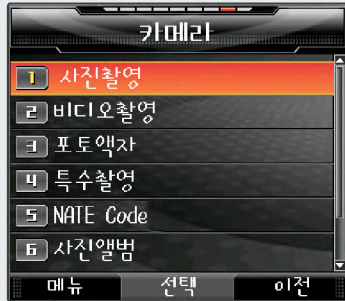 카메라
1 사진촬영
2 비디오촬영
3 포토액자
4 특수촬영
5 NATE Code
6 사진앨범
메뉴 선택 이전